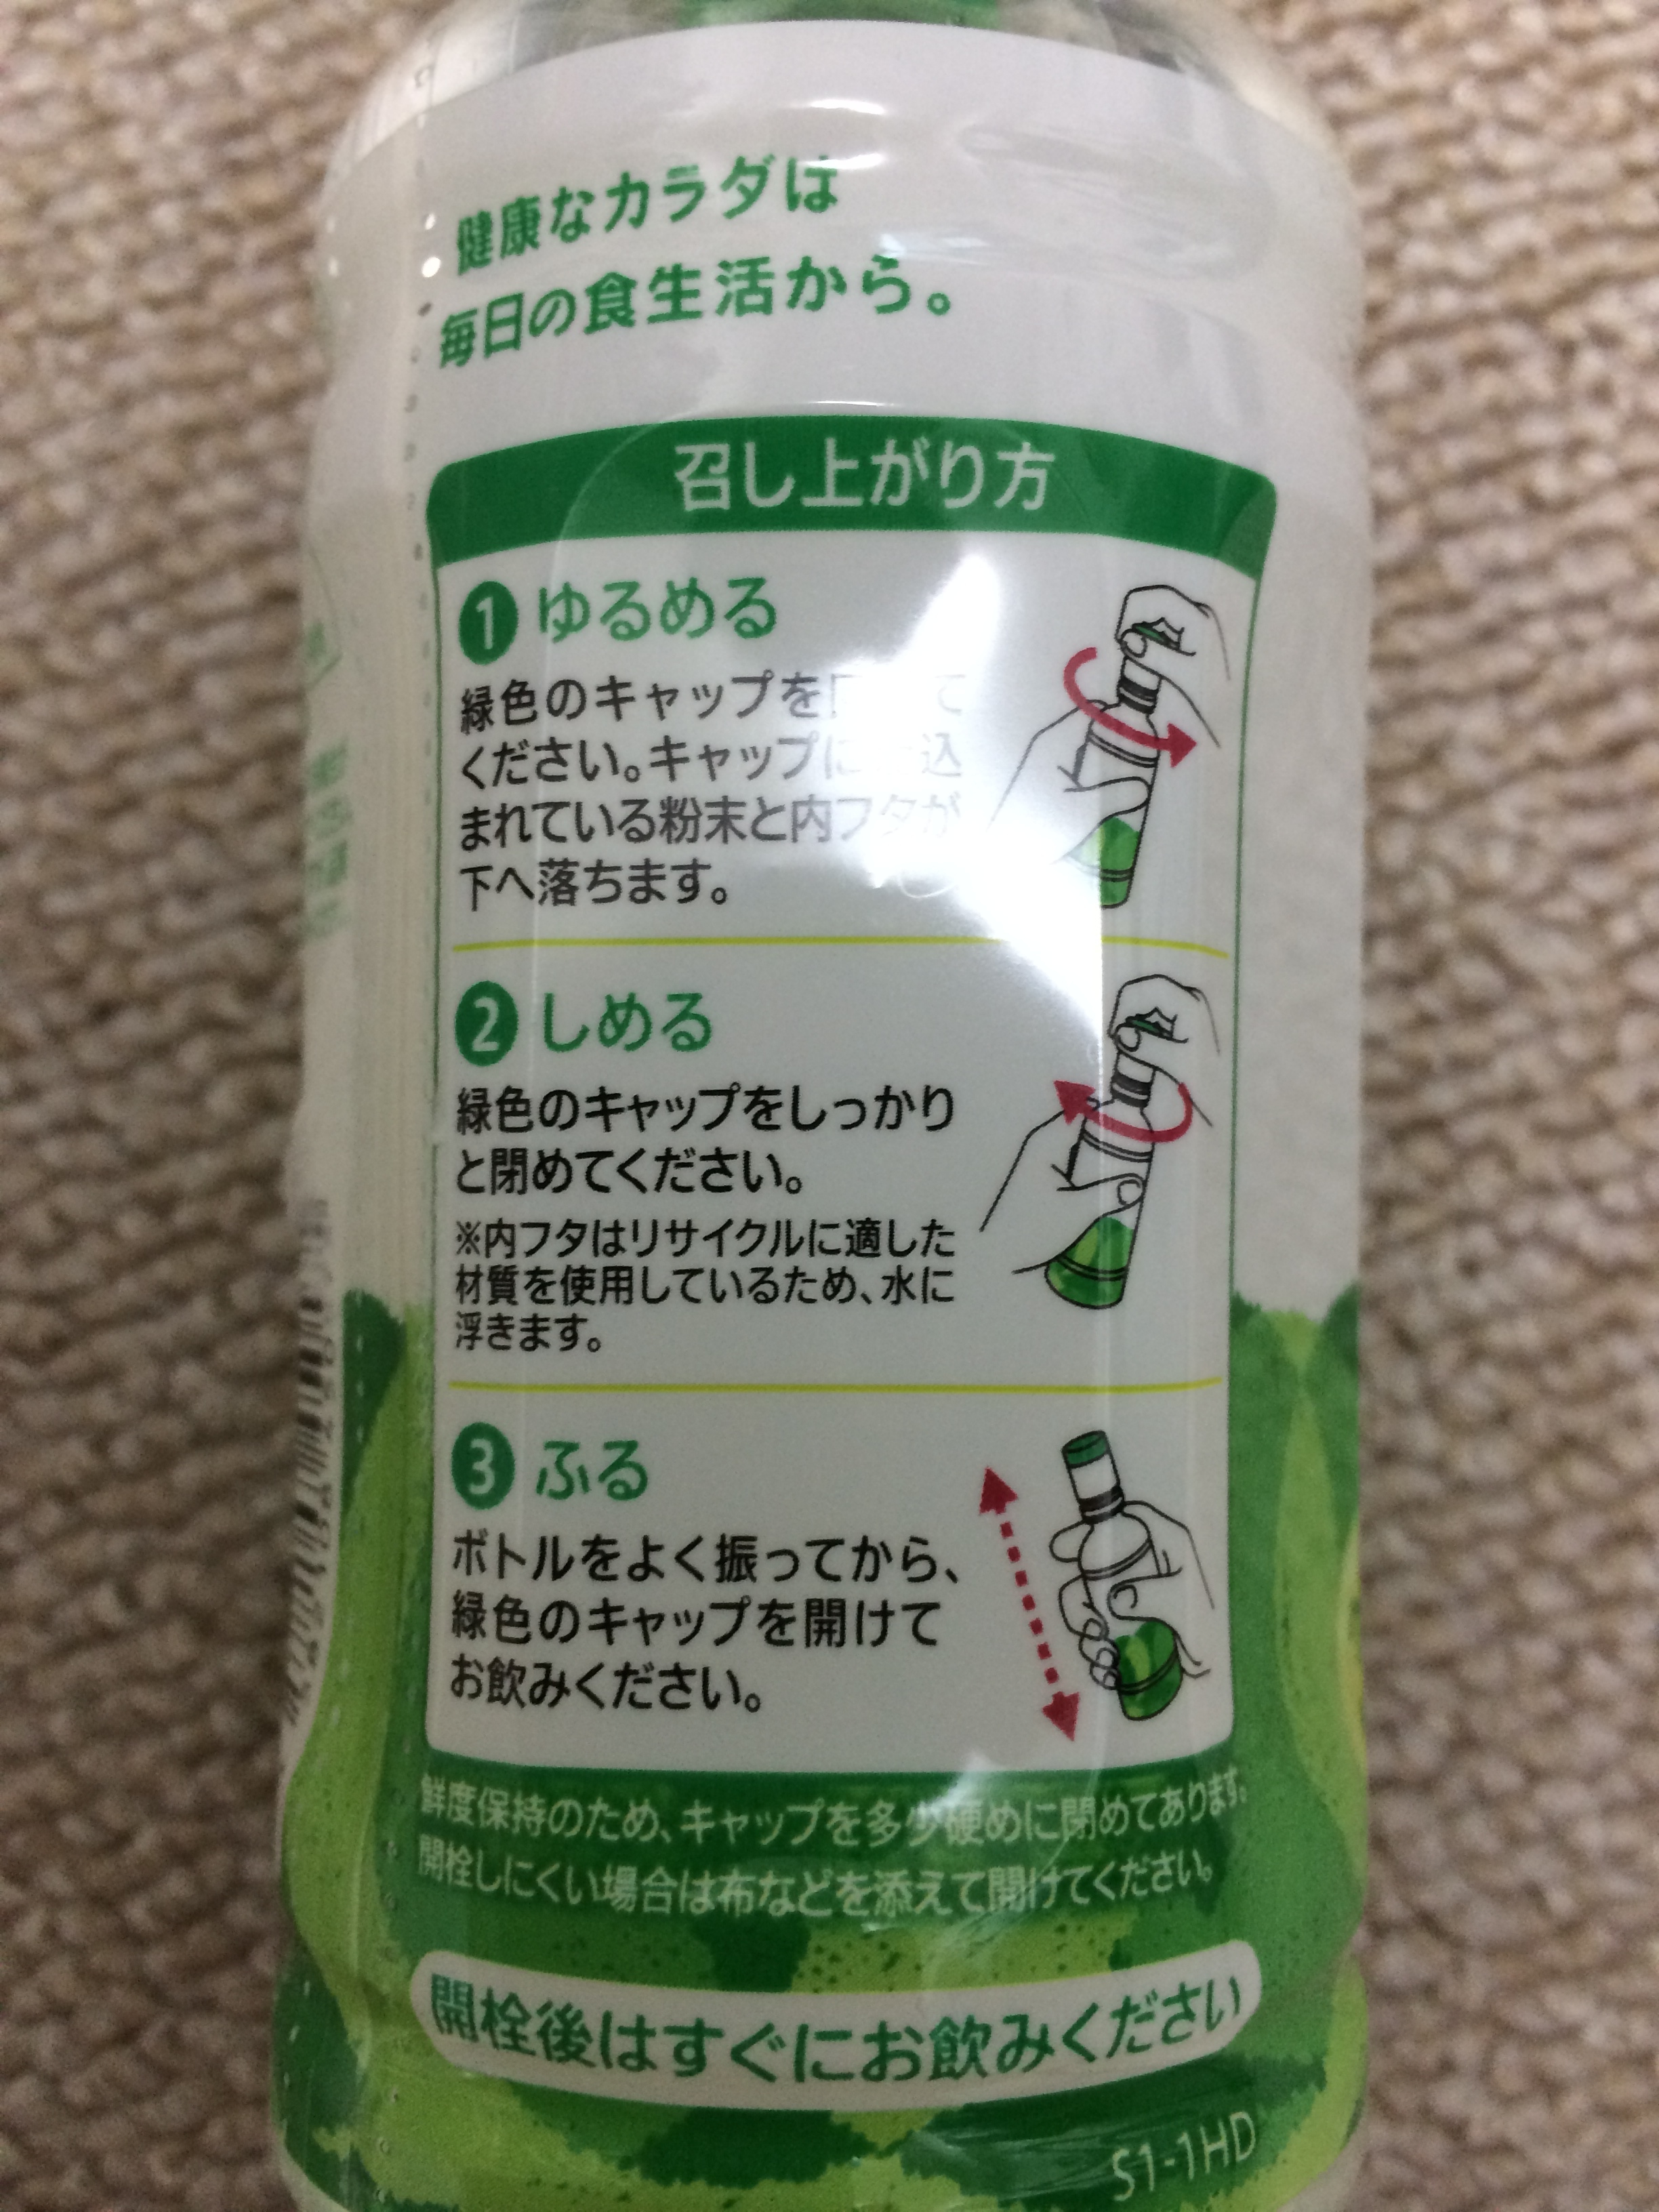 健康なカラダは
毎日の食生活から。
召し上がり方
1 ゆるめる
緑色のキャップを て
ください。キャップに 込
まれている粉末と内フタが
下へ落ちます。
2 しめる
緑色のキャップをしっかり
と閉めてください。
※内フタはリサイクルに適した
材質を使用しているため、水に
浮きます。
3 ふる
ボトルをよく振ってから、
緑色のキャップを開けて
お飲みください。
鮮度保持のため、キャップを多少硬めに閉めてあります。
開栓しにくい場合は布などを添えて開けてください。
開栓後はすぐにお飲みください
S1-1HD